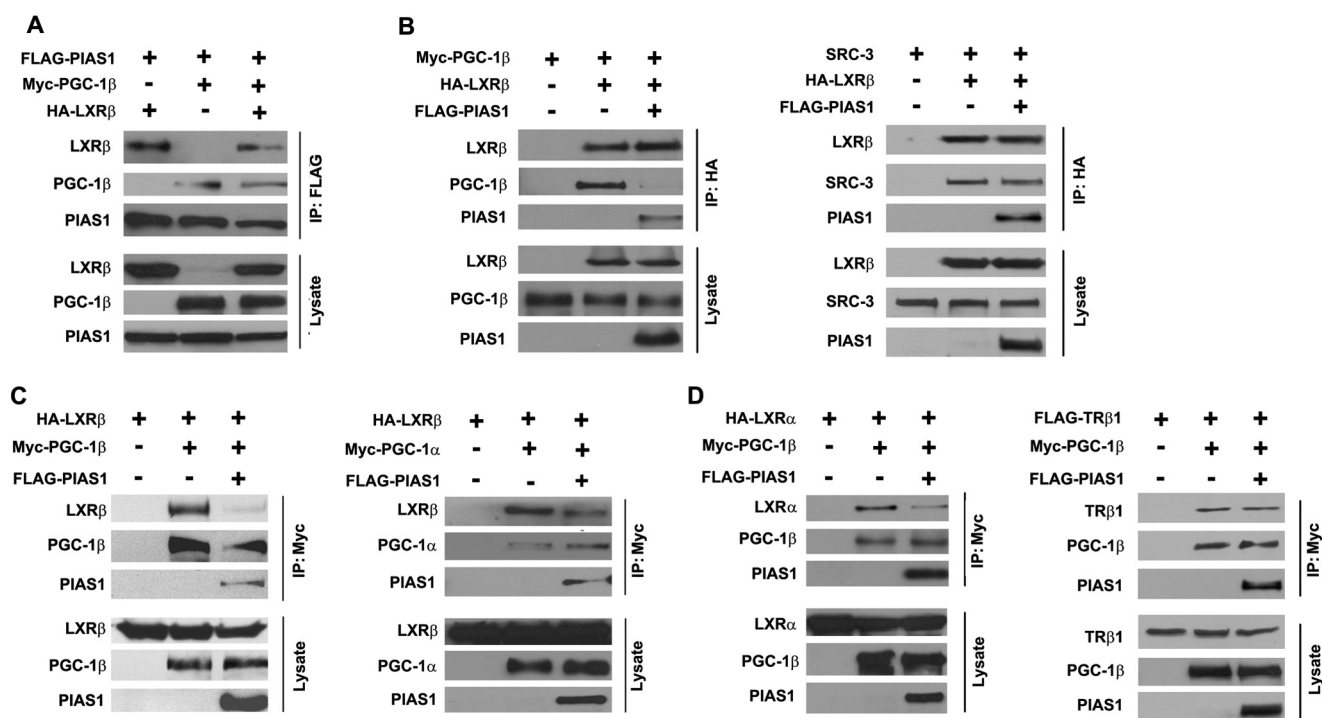 A
FLAG-PIAS1 + + +
Myc-PGC-1β - + +
HA-LXRβ + - +
LXRβ
PGC-1β
PIAS1
IP: FLAG
LXRβ
PGC-1β
PIAS1
Lysate
B
Myc-PGC-1β + + +
HA-LXRβ - + +
FLAG-PIAS1 - - +
LXRβ
PGC-1β
PIAS1
IP: HA
LXRβ
PGC-1β
PIAS1
Lysate
SRC-3 + + +
HA-LXRβ - + +
FLAG-PIAS1 - - +
LXRβ
SRC-3
PIAS1
IP: HA
LXRβ
SRC-3
PIAS1
Lysate
C
HA-LXRβ + + +
Myc-PGC-1β - + +
FLAG-PIAS1 - - +
LXRβ
PGC-1β
PIAS1
IP: Myc
LXRβ
PGC-1β
PIAS1
Lysate
HA-LXRβ + + +
Myc-PGC-1α - + +
FLAG-PIAS1 - - +
LXRβ
PGC-1α
PIAS1
IP: Myc
LXRβ
PGC-1α
PIAS1
Lysate
D
HA-LXRα + + +
Myc-PGC-1β - + +
FLAG-PIAS1 - - +
LXRα
PGC-1β
PIAS1
IP: Myc
LXRα
PGC-1β
PIAS1
Lysate
FLAG-TRβ1 + + +
Myc-PGC-1β - + +
FLAG-PIAS1 - - +
TRβ1
PGC-1β
PIAS1
IP: Myc
TRβ1
PGC-1β
PIAS1
Lysate